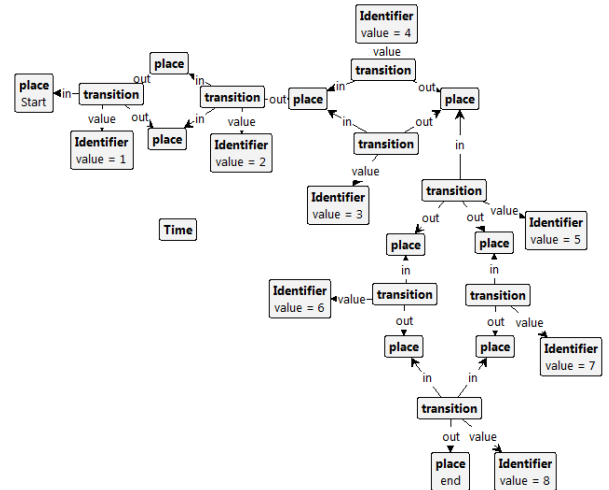 Identifier
value = 4
value
place
transition
in
out
in
out
place
Start
in
transition
out
transition
out
place
place
value
out
in
value
in
out
place
transition
in
Identifier
value = 1
Identifier
value = 2
value
transition
Identifier
value = 3
out
out
value
Identifier
value = 5
Time
place
place
in
in
Identifier
value = 6
value
transition
transition
out
out
value
place
place
Identifier
value = 7
in
in
transition
out
value
place
end
Identifier
value = 8